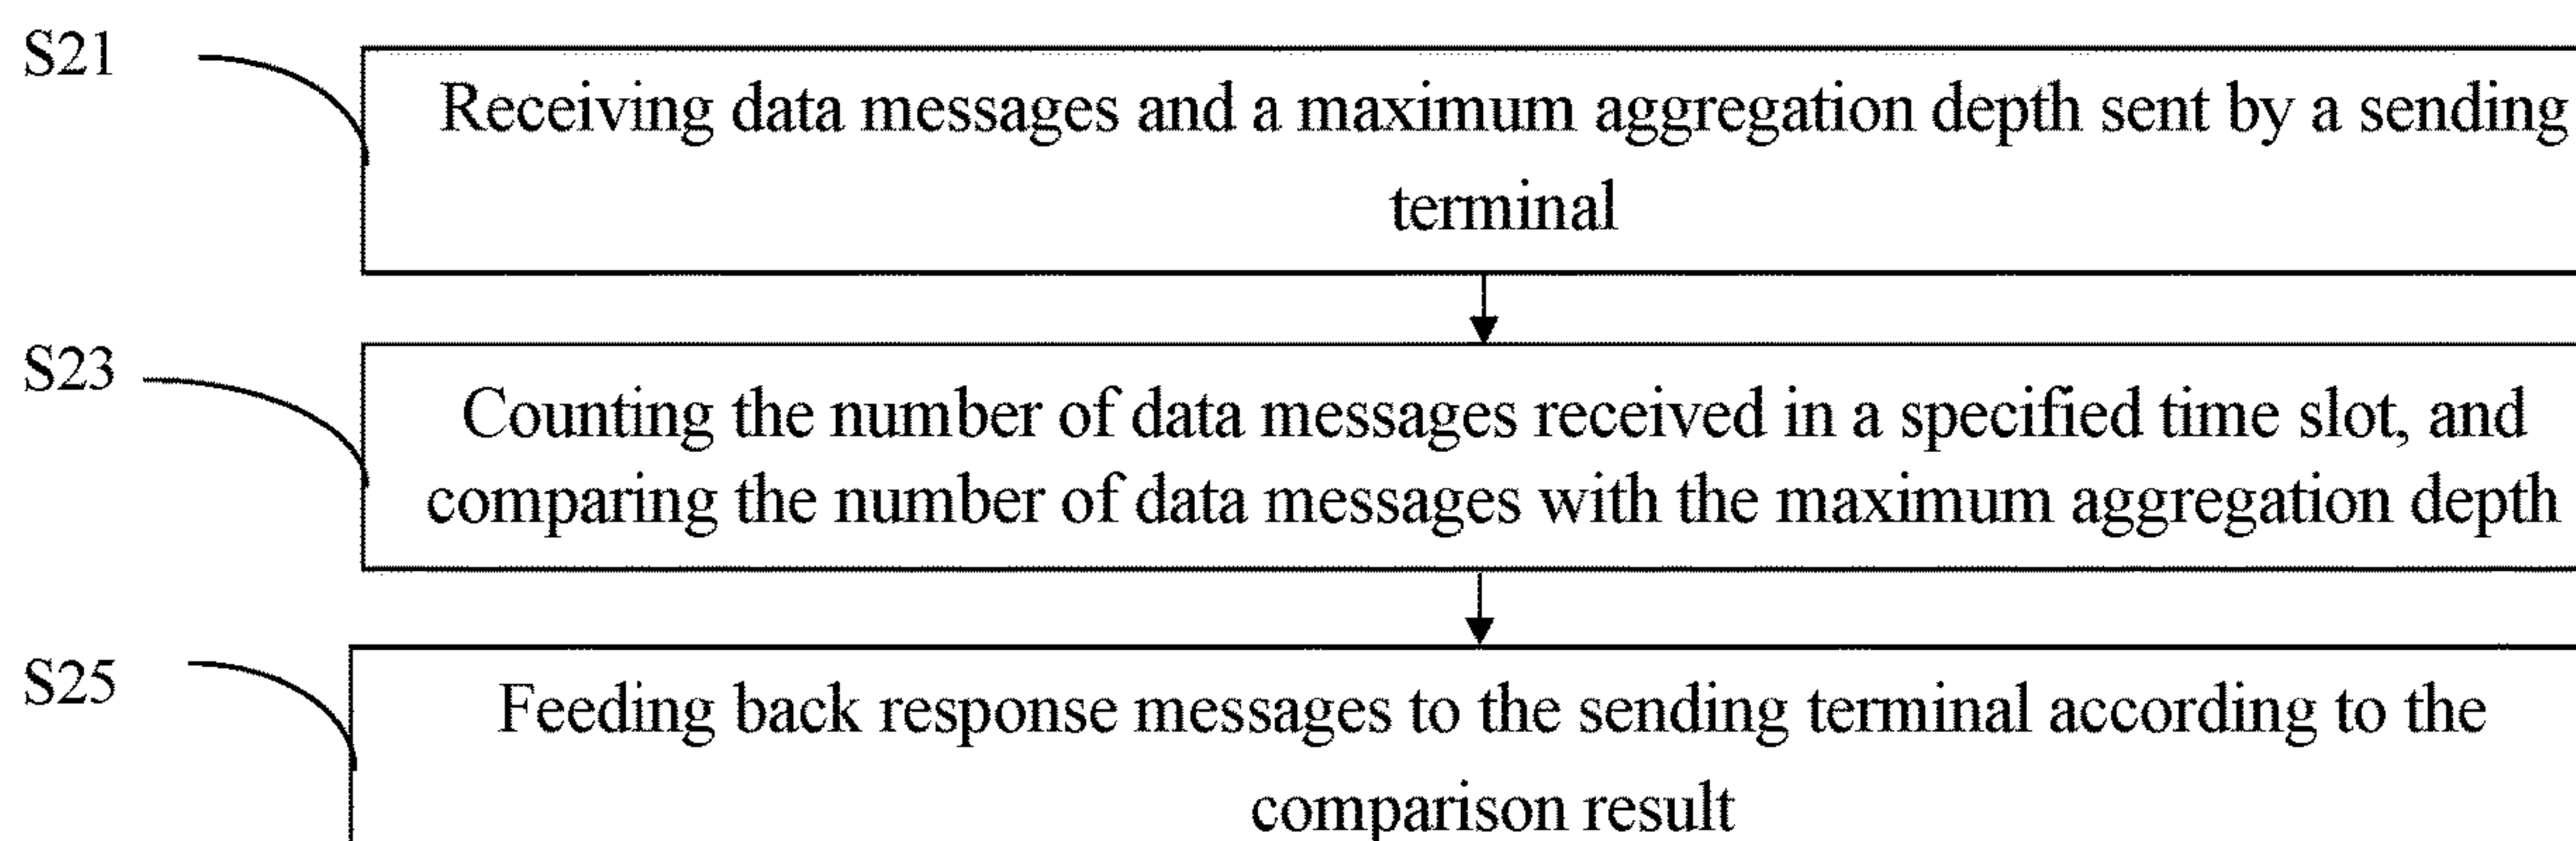 S21
Receiving data messages and a maximum aggregation depth sent by a sending
terminal
S23
Counting the number of data messages received in a specified time slot, and
comparing the number of data messages with the maximum aggregation depth
S25
Feeding back response messages to the sending terminal according to the
comparison result